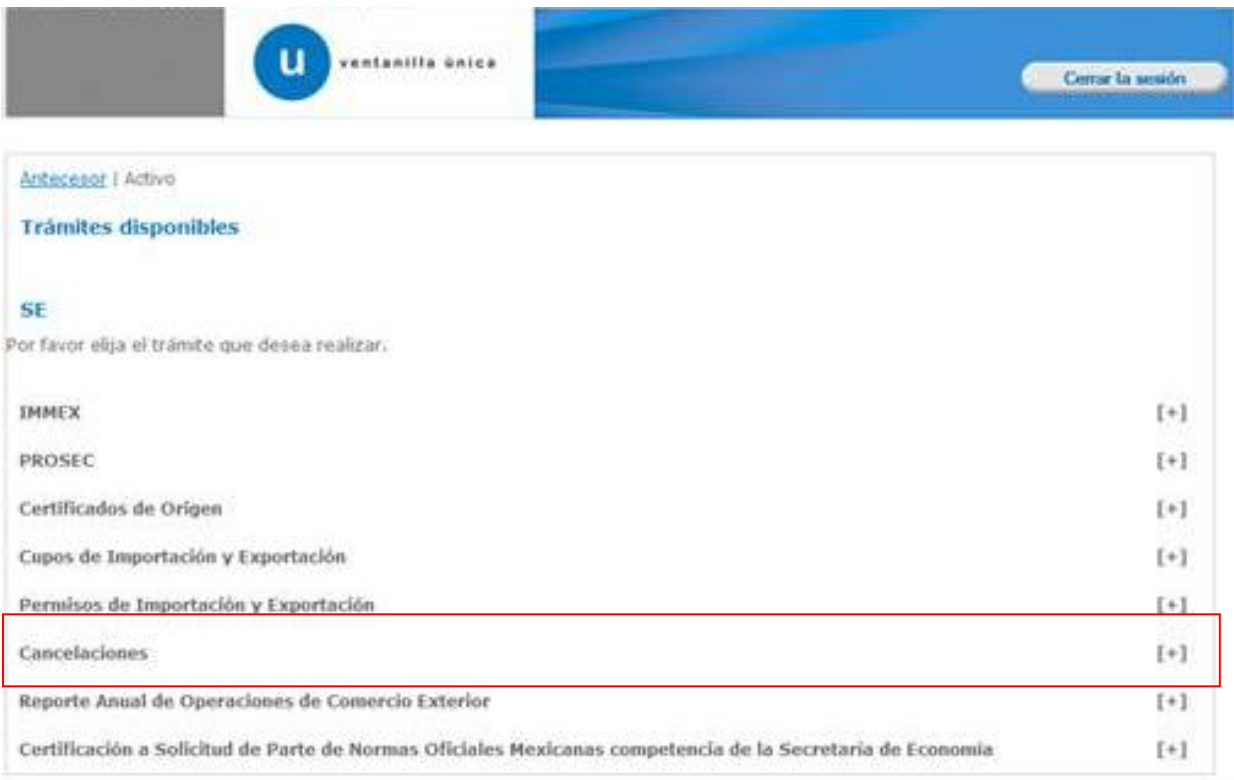 u ventanilla única
Cerrar la sesión
Antecesor | Activo
Trámites disponibles
SE
Por favor elija el trámite que desea realizar.
IMMEX [+]
PROSEC [+]
Certificados de Origen [+]
Cupos de Importación y Exportación [+]
Permisos de Importación y Exportación [+]
Cancelaciones [+]
Reporte Anual de Operaciones de Comercio Exterior [+]
Certificación a Solicitud de Parte de Normas Oficiales Mexicanas competencia de la Secretaría de Economía [+]